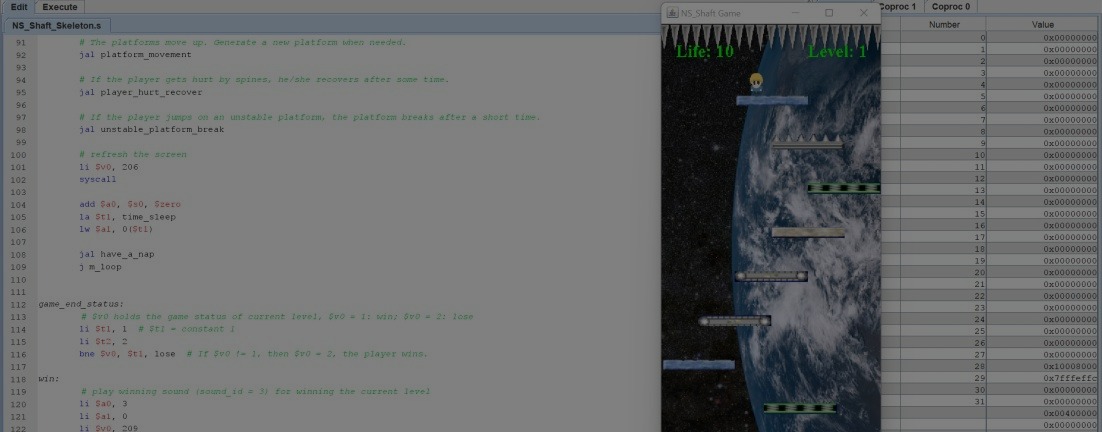 Edit Execute
NS_Shaft_Skeleton.s
91 # The platforms move up. Generate a new platform when needed.
92 jal platform_movement
93
94 # If the player gets hurt by spines, he/she recovers after some time.
95 jal player_hurt_recover
96
97 # If the player jumps on an unstable platform, the platform breaks after a short time.
98 jal unstable_platform_break
99
100 # refresh the screen
101 li $v0, 206
102 syscall
103
104 add $a0, $s0, $zero
105 la $t1, time_sleep
106 lw $a1, 0($t1)
107
108 jal have_a_nap
109 j m_loop
110
111
112 game_end_status:
113 # $v0 holds the game status of current level; $v0 = 1: win; $v0 = 2: lose
114 li $t1, 1 # $t1 = constant 1
115 li $t2, 2
116 bne $v0, $t1, lose # If $v0 != 1, then $v0 = 2, the player wins.
117
118 win:
119 # play winning sound (sound_id = 3) for winning the current level
120 li $a0, 3
121 li $a1, 0
122 li $v0, 209
NS_Shaft Game
Life: 10 Level: 1
Coproc 1 Coproc 0
Number Value
0 0x00000000
1 0x00000000
2 0x00000000
3 0x00000000
4 0x00000000
5 0x00000000
6 0x00000000
7 0x00000000
8 0x00000000
9 0x00000000
10 0x00000000
11 0x00000000
12 0x00000000
13 0x00000000
14 0x00000000
15 0x00000000
16 0x00000000
17 0x00000000
18 0x00000000
19 0x00000000
20 0x00000000
21 0x00000000
22 0x00000000
23 0x00000000
24 0x00000000
25 0x00000000
26 0x00000000
27 0x00000000
28 0x10008000
29 0x7fffeffc
30 0x00000000
31 0x00000000
0x00400000
0x00000000